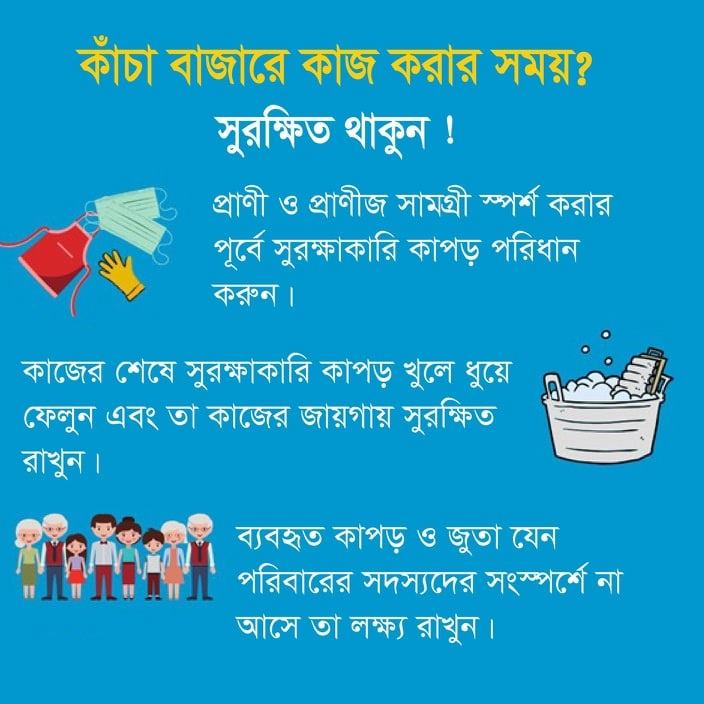 কাঁচা বাজারে কাজ করার সময়?
সুরক্ষিত থাকুন !
প্রাণী ও প্রাণীজ সামগ্রী স্পর্শ করার
পূর্বে সুরক্ষাকারি কাপড় পরিধান
করুন।
কাজের শেষে সুরক্ষাকারি কাপড় খুলে ধুয়ে
ফেলুন এবং তা কাজের জায়গায় সুরক্ষিত
রাখুন।
ব্যবহৃত কাপড় ও জুতা যেন
পরিবারের সদস্যদের সংস্পর্শে না
আসে তা লক্ষ্য রাখুন।